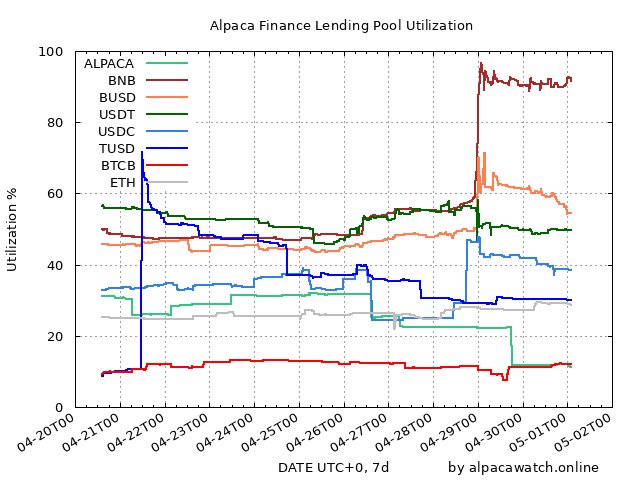 Alpaca Finance Lending Pool Utilization
Utilization %
100
80
60
40
20
0
ALPACA
BNB
BUSD
USDT
USDC
TUSD
BTCB
ETH
04-20T00
04-21T00
04-22T00
04-23T00
04-24T00
04-25T00
04-26T00
04-27T00
04-28T00
04-29T00
04-30T00
05-01T00
05-02T00
DATE UTC+0, 7d
by alpacawatch.online